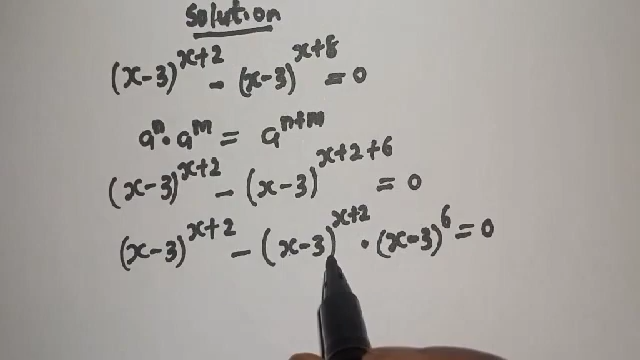 Solution
(x-3)^{x+2} - (x-3)^{x+8} = 0
a^n · a^m = a^{n+m}
(x-3)^{x+2} - (x-3)^{x+2+6} = 0
(x-3)^{x+2} - (x-3)^{x+2} · (x-3)^6 = 0